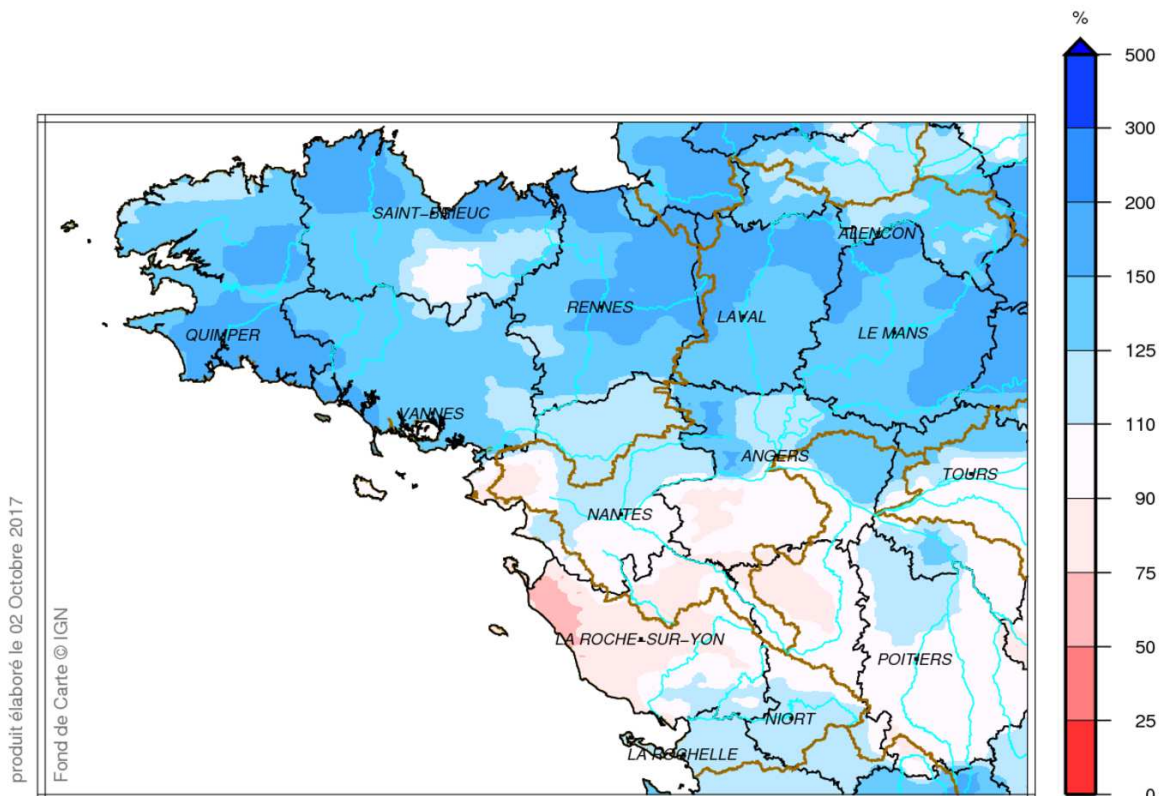 %
500
300
200
150
125
110
90
75
50
25
0
SAINT-BRIEUC
ALENCON
RENNES
LAVAL
QUIMPER
LE MANS
VANNES
ANGERS
TOURS
NANTES
LA ROCHE-SUR-YON
POITIERS
NIORT
LA ROCHELLE
produit élaboré le 02 Octobre 2017
Fond de Carte © IGN